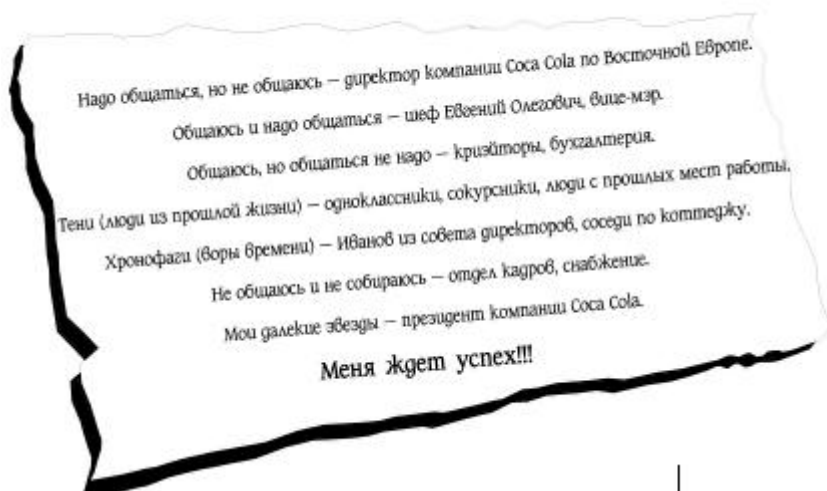 Надо общаться, но не общаюсь — директор компании Coca Cola по Восточной Европе.
Общаюсь и надо общаться — шеф Евгений Олегович, вице-мэр.
Общаюсь, но общаться не надо — криэйторы, бухгалтерия.
Тени (люди из прошлой жизни) — одноклассники, сокурсники, люди с прошлых мест работы.
Хронофаги (воры времени) — Иванов из совета директоров, соседи по коттеджу.
Не общаюсь и не собираюсь — отдел кадров, снабжение.
Мои далекие звезды — президент компании Coca Cola.
Меня ждет успех!!!